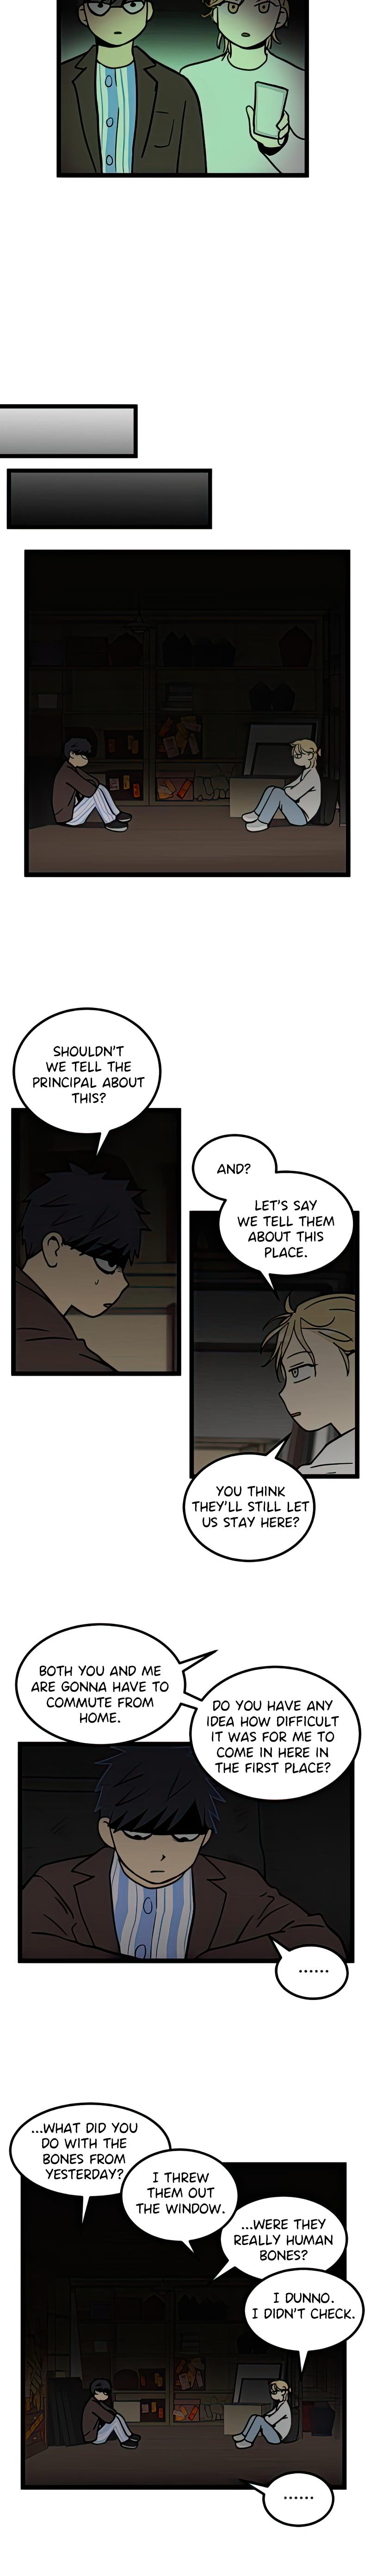 SHOULDN'T
WE TELL THE
PRINCIPAL ABOUT
THIS?
AND?
LET'S SAY
WE TELL THEM
ABOUT THIS
PLACE.
YOU THINK
THEY'LL STILL LET
US STAY HERE?
BOTH YOU AND ME
ARE GONNA HAVE TO
COMMUTE FROM
HOME.
DO YOU HAVE ANY
IDEA HOW DIFFICULT
IT WAS FOR ME TO
COME IN HERE IN
THE FIRST PLACE?
......
...WHAT DID YOU
DO WITH THE
BONES FROM
YESTERDAY?
I THREW
THEM OUT
THE WINDOW.
...WERE THEY
REALLY HUMAN
BONES?
I DUNNO.
I DIDN'T CHECK.
......